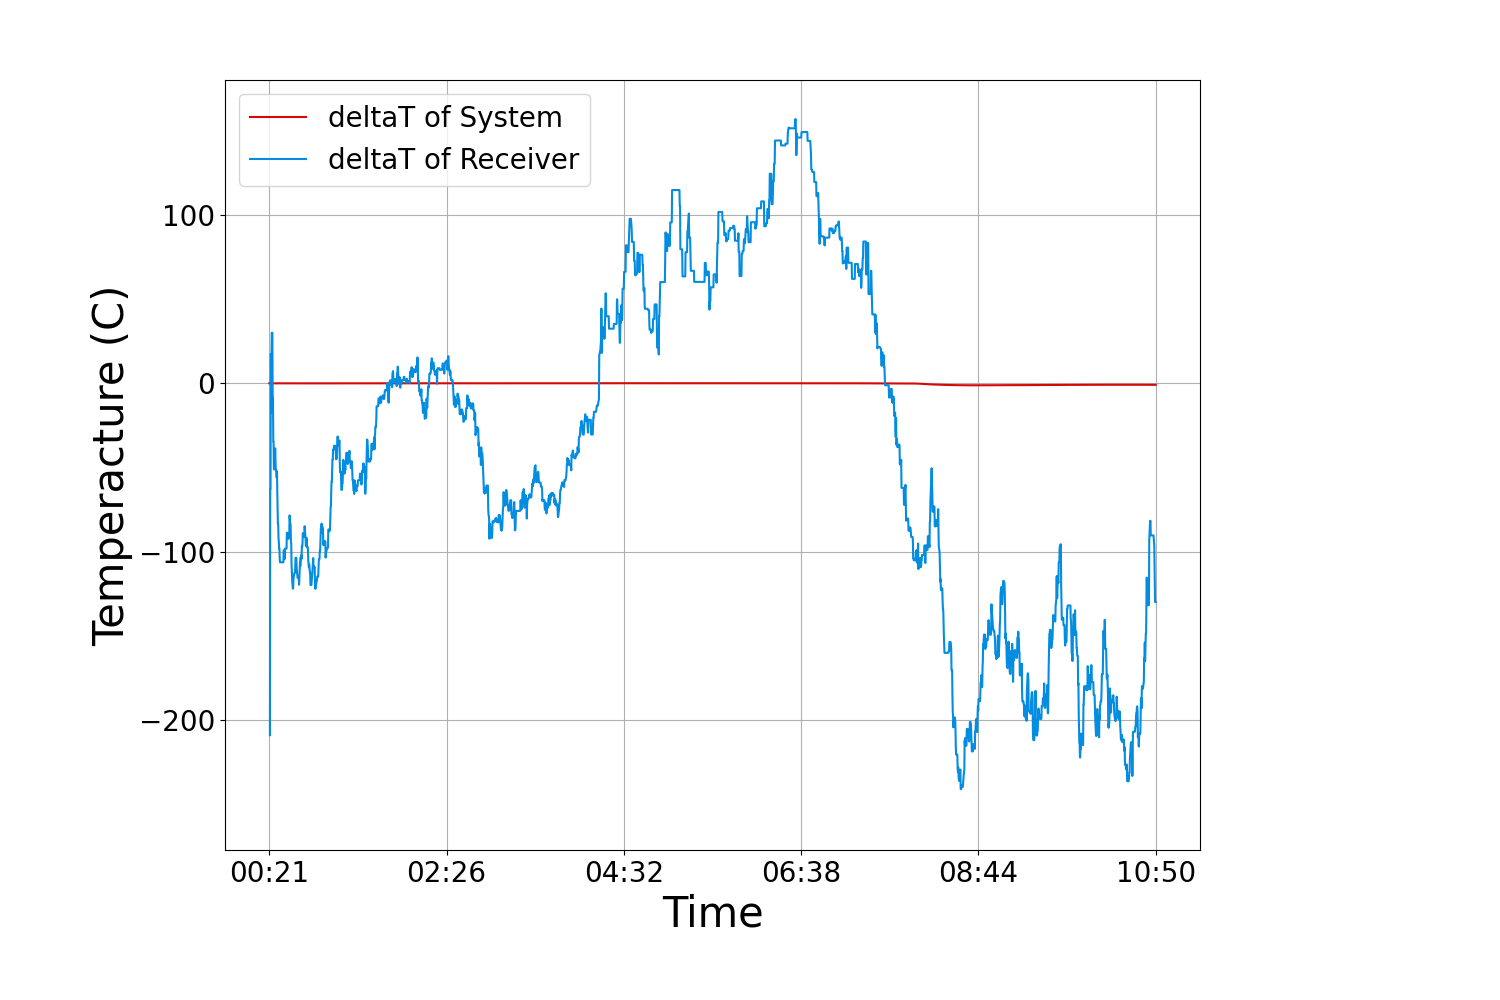 deltaT of System
deltaT of Receiver
100
0
−100
−200
Temperacture (C)
00:21 02:26 04:32 06:38 08:44 10:50
Time